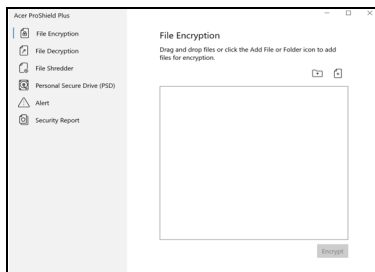 Acer ProShield Plus
File Encryption
File Decryption
File Shredder
Personal Secure Drive (PSD)
Alert
Security Report
File Encryption
Drag and drop files or click the Add File or Folder icon to add
files for encryption.
Encrypt